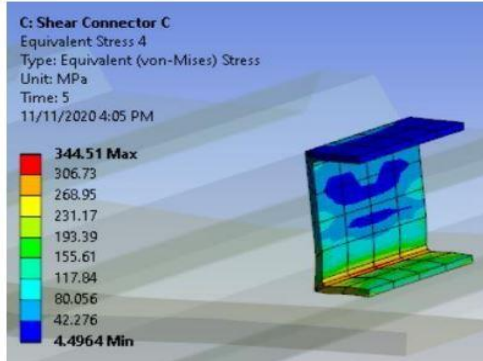 C: Shear Connector C
Equivalent Stress 4
Type: Equivalent (von-Mises) Stress
Unit: MPa
Time: 5
11/11/2020 4:05 PM
344.51 Max
306.73
268.95
231.17
193.39
155.61
117.84
80.056
42.276
4.4964 Min